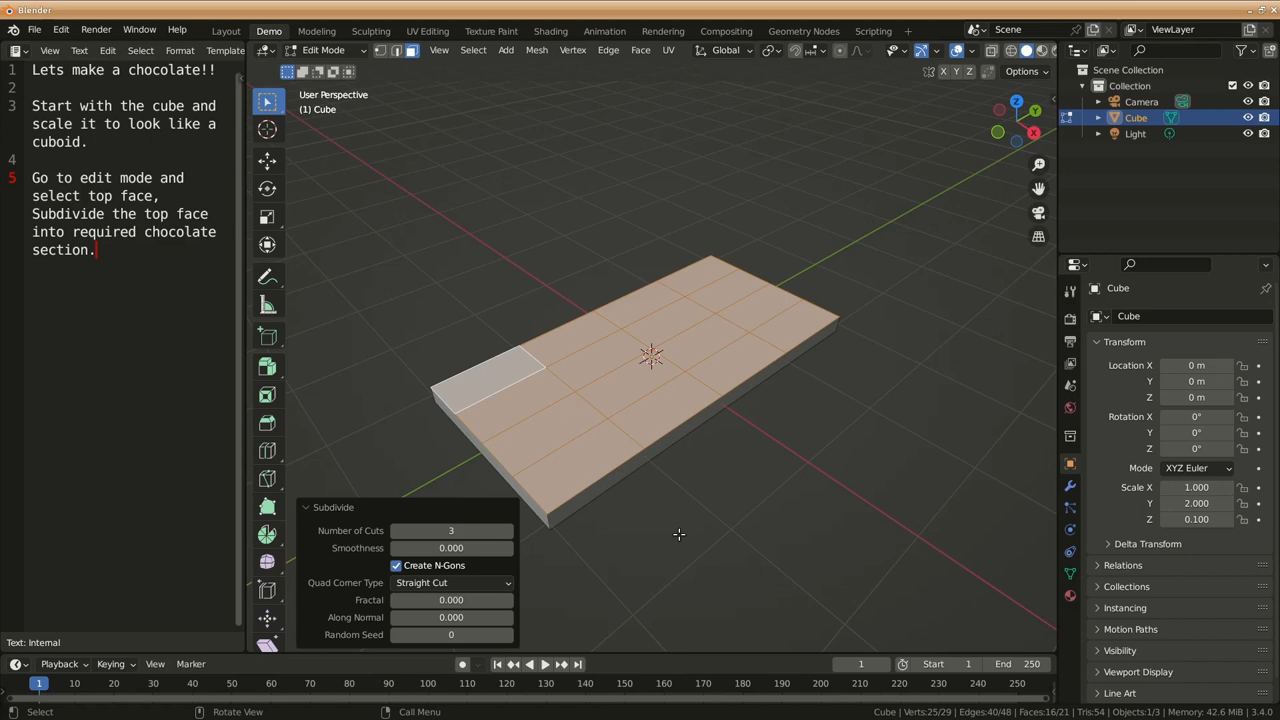 Blender
File Edit Render Window Help Layout Demo Modeling Sculpting UV Editing Texture Paint Shading Animation Rendering Compositing Geometry Nodes Scripting Scene ViewLayer
View Text Edit Select Format Template
Edit Mode View Select Add Mesh Vertex Edge Face UV Global
X Y Z Options
1 Lets make a chocolate!!
2
3 Start with the cube and
scale it to look like a
cuboid.
4
5 Go to edit mode and
select top face,
Subdivide the top face
into required chocolate
section.
Text: Internal
User Perspective
(1) Cube
Z
Y
X
Subdivide
Number of Cuts 3
Smoothness 0.000
Create N-Gons
Quad Corner Type Straight Cut
Fractal 0.000
Along Normal 0.000
Random Seed 0
Scene Collection
Collection
Camera
Cube
Light
Cube
Cube
Transform
Location X 0 m
Y 0 m
Z 0 m
Rotation X 0°
Y 0°
Z 0°
Mode XYZ Euler
Scale X 1.000
Y 2.000
Z 0.100
Delta Transform
Relations
Collections
Instancing
Motion Paths
Visibility
Viewport Display
Line Art
Playback Keying View Marker 1 Start 1 End 250
1 10 20 30 40 50 60 70 80 90 100 110 120 130 140 150 160 170 180 190 200 210 220 230 240 250
Select Rotate View Call Menu Cube | Verts:25/29 | Edges:40/48 | Faces:16/21 | Tris:54 | Objects:1/3 | Memory: 42.6 MiB | 3.4.0